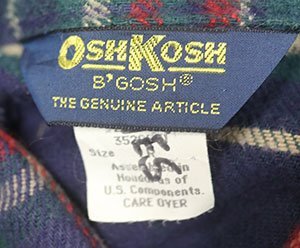 OSHKOSH
B'GOSH®
THE GENUINE ARTICLE
Size
Assembled in
Honduras of
U.S. Components.
CARE OVER